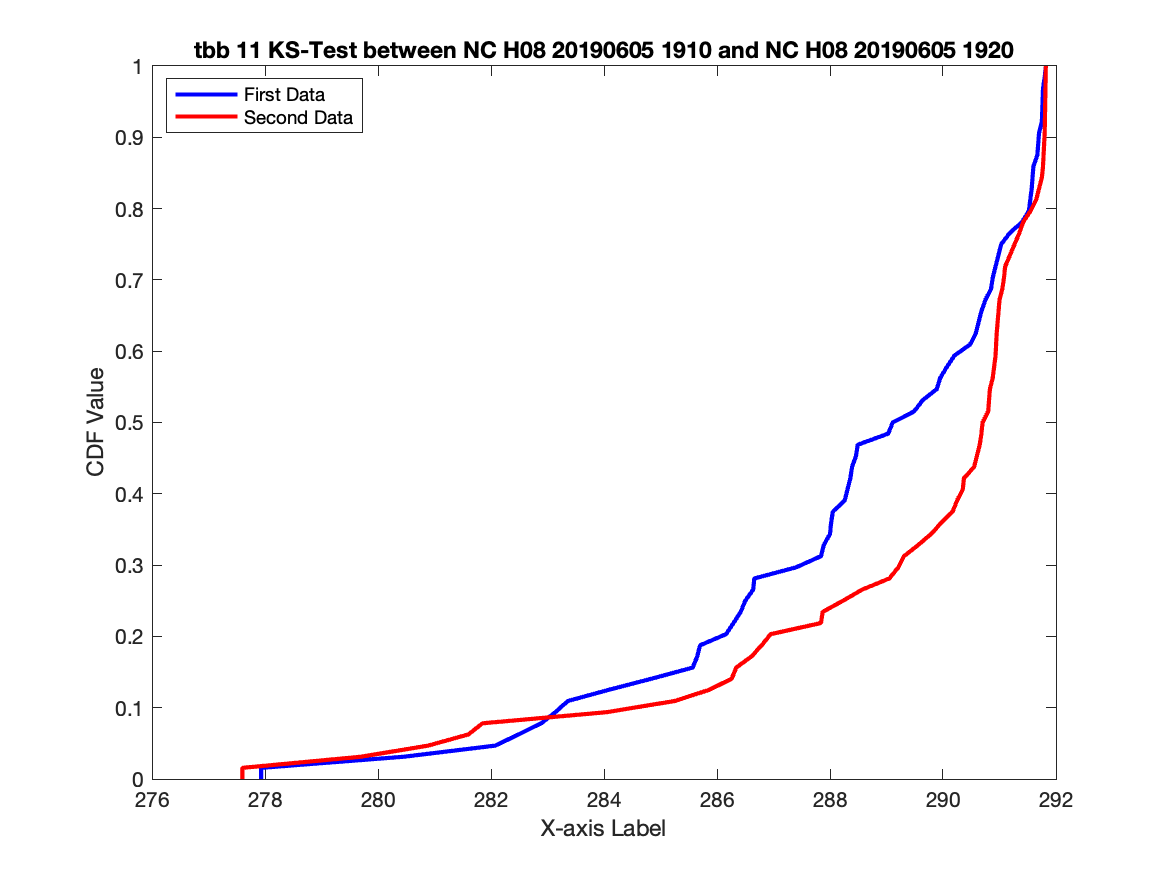 tbb 11 KS-Test between NC H08 20190605 1910 and NC H08 20190605 1920
First Data
Second Data
1
0.9
0.8
0.7
0.6
0.5
0.4
0.3
0.2
0.1
0
CDF Value
276 278 280 282 284 286 288 290 292
X-axis Label